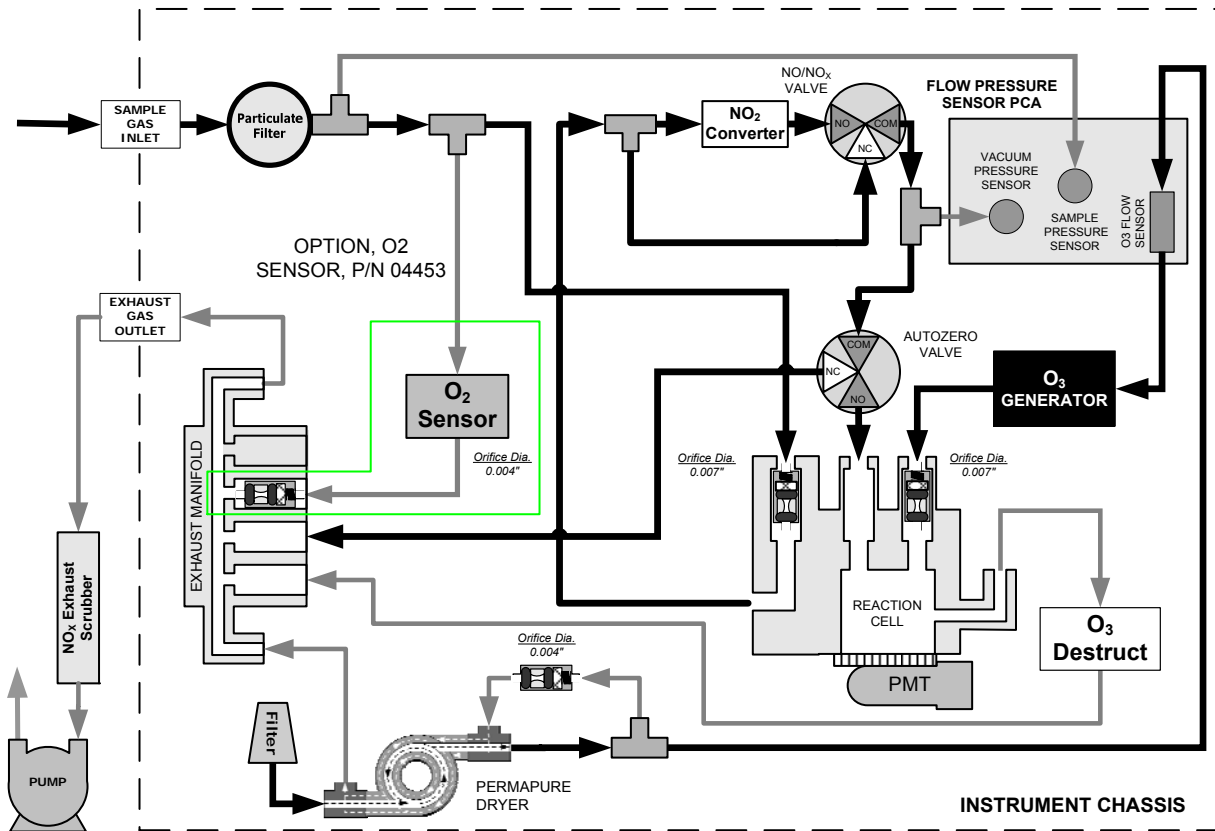 SAMPLE
GAS
INLET
Particulate
Filter
NO/NOX
VALVE
NO2
Converter
NO
COM
NC
FLOW PRESSURE
SENSOR PCA
VACUUM
PRESSURE
SENSOR
SAMPLE
PRESSURE
SENSOR
O3 FLOW
SENSOR
OPTION, O2
SENSOR, P/N 04453
EXHAUST
GAS
OUTLET
O2
Sensor
Orifice Dia.
0.004"
AUTOZERO
VALVE
COM
NC
NO
O3
GENERATOR
Orifice Dia.
0.007"
Orifice Dia.
0.007"
EXHAUST MANIFOLD
NOX Exhaust
Scrubber
REACTION
CELL
PMT
O3
Destruct
Orifice Dia.
0.004"
Filter
PERMAPURE
DRYER
PUMP
INSTRUMENT CHASSIS